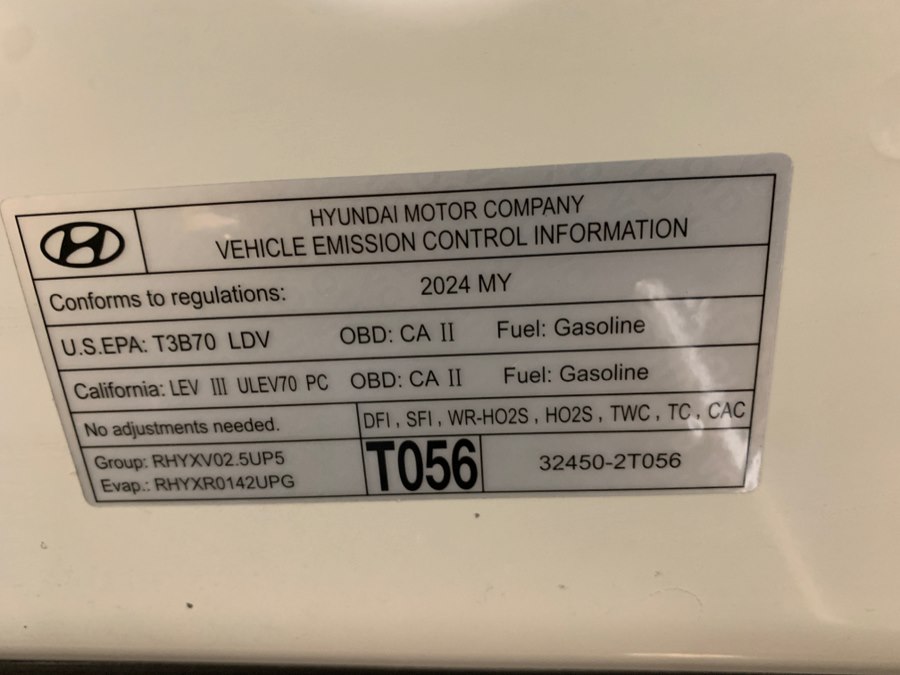 HYUNDAI MOTOR COMPANY
VEHICLE EMISSION CONTROL INFORMATION
Conforms to regulations: 2024 MY
U.S.EPA: T3B70 LDV OBD: CA II Fuel: Gasoline
California: LEV III ULEV70 PC OBD: CA II Fuel: Gasoline
No adjustments needed. DFI , SFI , WR-HO2S , HO2S , TWC , TC , CAC
Group: RHYXV02.5UP5
Evap.: RHYXR0142UPG
T056
32450-2T056